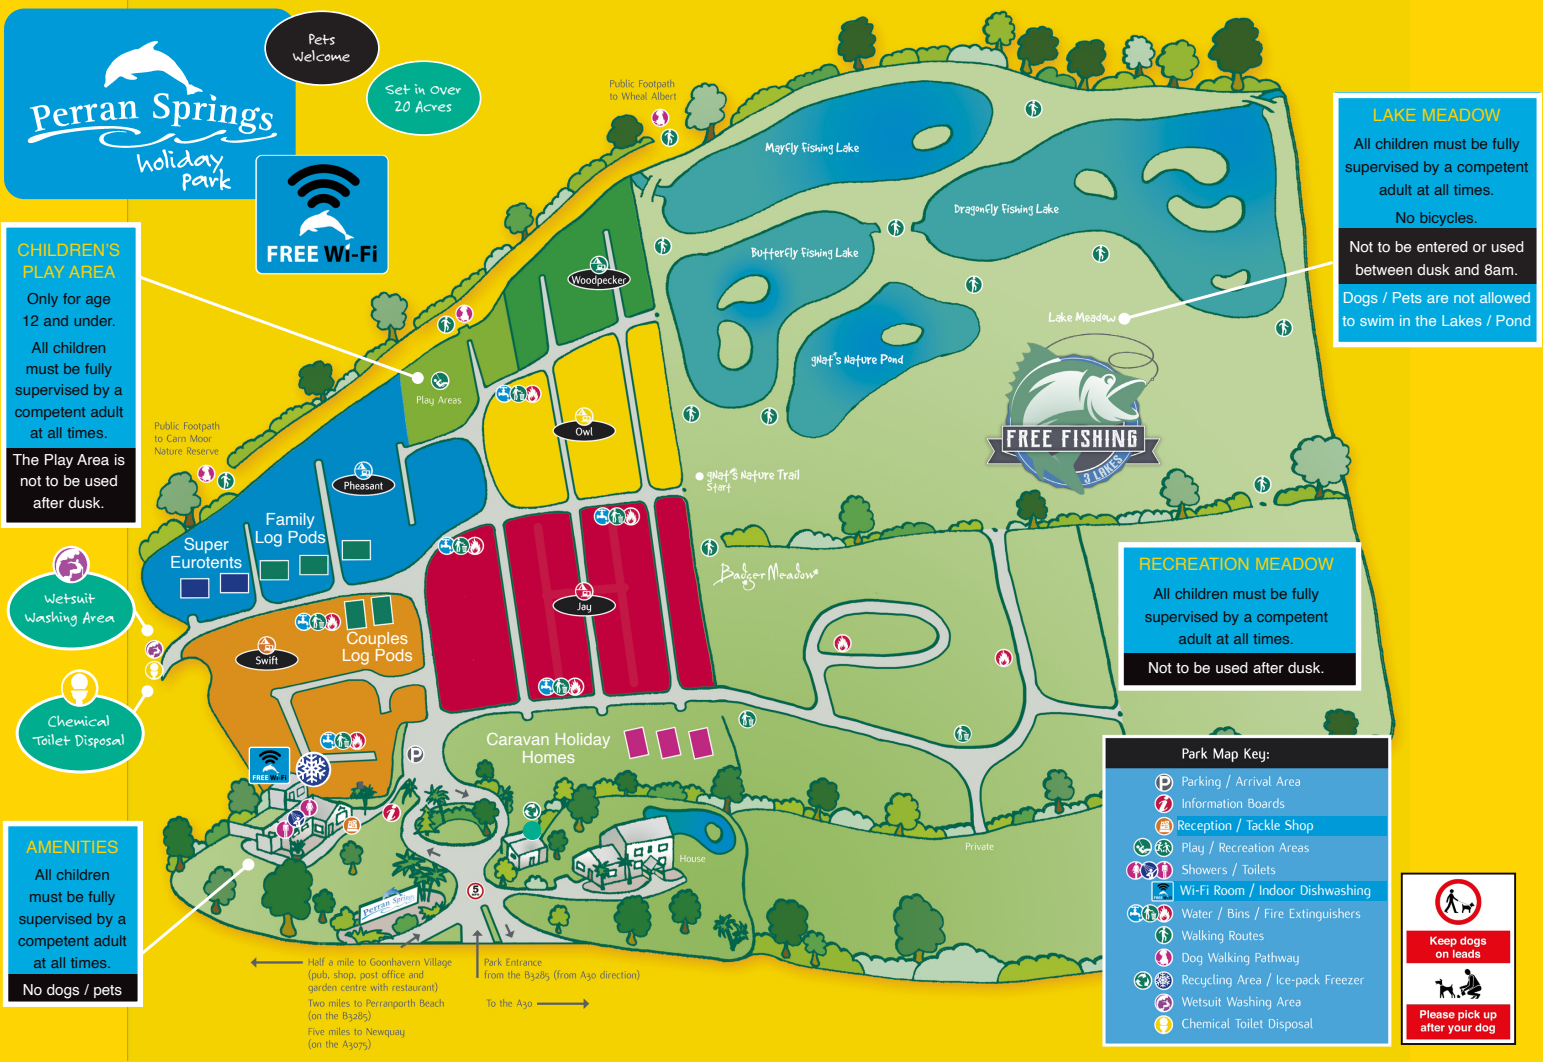 Perran Springs
holiday
park
Pets
Welcome
Set in Over
20 Acres
FREE Wi-Fi
Public Footpath
to Wheal Albert
CHILDREN'S
PLAY AREA
Only for age
12 and under.
All children
must be fully
supervised by a
competent adult
at all times.
The Play Area is
not to be used
after dusk.
LAKE MEADOW
All children must be fully
supervised by a competent
adult at all times.
No bicycles.
Not to be entered or used
between dusk and 8am.
Dogs / Pets are not allowed
to swim in the Lakes / Pond
Mayfly Fishing Lake
Dragonfly Fishing Lake
Butterfly Fishing Lake
gNat's Nature Pond
Lake Meadow
FREE FISHING
3 LAKES
Woodpecker
Play Areas
Owl
Public Footpath
to Carn Moor
Nature Reserve
Pheasant
gNat's Nature Trail
Start
Family
Log Pods
Super
Eurotents
Badger Meadow
Jay
Couples
Log Pods
Swift
Wetsuit
Washing Area
Chemical
Toilet Disposal
RECREATION MEADOW
All children must be fully
supervised by a competent
adult at all times.
Not to be used after dusk.
Caravan Holiday
Homes
P
FREE Wi-Fi
AMENITIES
All children
must be fully
supervised by a
competent adult
at all times.
No dogs / pets
House
Private
5
Perran Springs
Half a mile to Goonhavern Village
(pub, shop, post office and
garden centre with restaurant)
Two miles to Perranporth Beach
(on the B3285)
Five miles to Newquay
(on the A3075)
Park Entrance
from the B3285 (from A30 direction)
To the A30
Park Map Key:
P Parking / Arrival Area
Information Boards
Reception / Tackle Shop
Play / Recreation Areas
Showers / Toilets
FREE Wi-Fi Room / Indoor Dishwashing
Water / Bins / Fire Extinguishers
Walking Routes
Dog Walking Pathway
Recycling Area / Ice-pack Freezer
Wetsuit Washing Area
Chemical Toilet Disposal
Keep dogs
on leads
Please pick up
after your dog